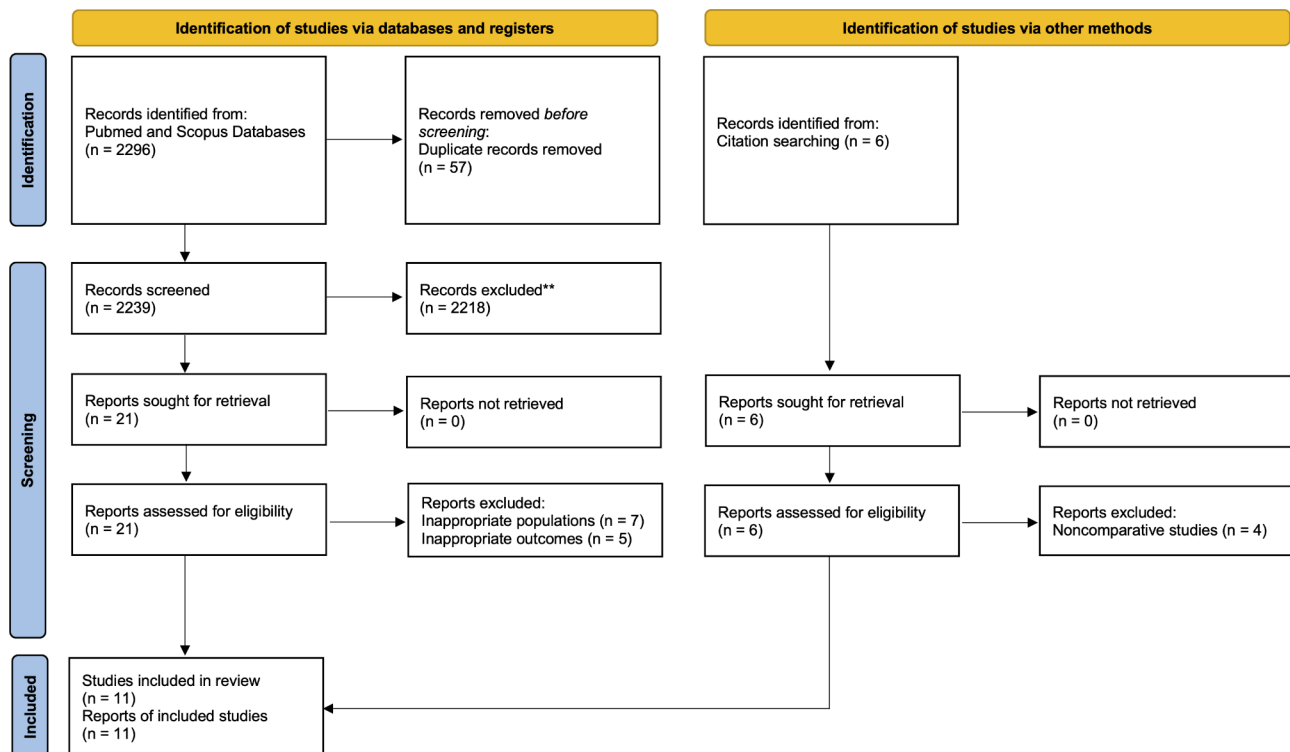 Identification of studies via databases and registers
Identification of studies via other methods
Identification
Records identified from:
Pubmed and Scopus Databases
(n = 2296)
Records removed before
screening:
Duplicate records removed
(n = 57)
Records identified from:
Citation searching (n = 6)
Screening
Records screened
(n = 2239)
Records excluded**
(n = 2218)
Reports sought for retrieval
(n = 21)
Reports not retrieved
(n = 0)
Reports sought for retrieval
(n = 6)
Reports not retrieved
(n = 0)
Reports assessed for eligibility
(n = 21)
Reports excluded:
Inappropriate populations (n = 7)
Inappropriate outcomes (n = 5)
Reports assessed for eligibility
(n = 6)
Reports excluded:
Noncomparative studies (n = 4)
Included
Studies included in review
(n = 11)
Reports of included studies
(n = 11)